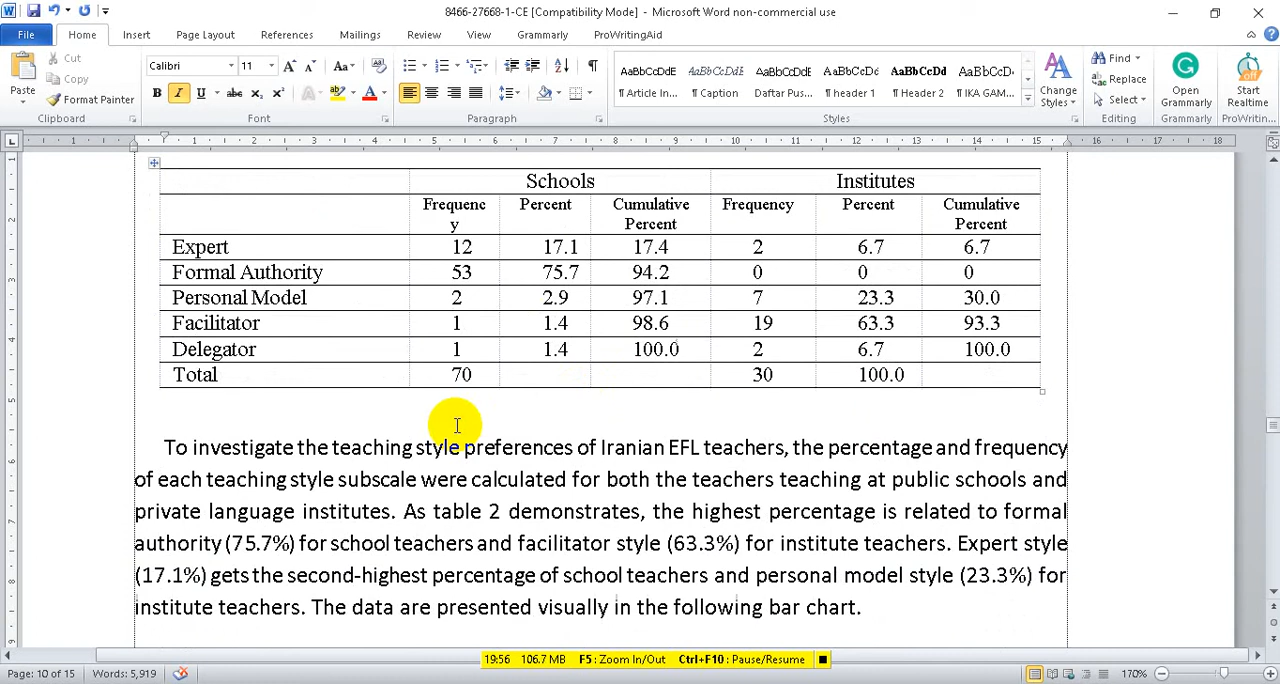 8466-27668-1-CE [Compatibility Mode] - Microsoft Word non-commercial use
File Home Insert Page Layout References Mailings Review View Grammarly ProWritingAid
Paste Cut Copy Format Painter Clipboard
Calibri 11 Font
Paragraph
AaBbCcDdE AaBbCcDdE AaBbCcDdE AaBbCcDdE AaBbCcDd AaBbCcD.
¶ Article In... ¶ Caption Daftar Pus... ¶ header 1 ¶ Header 2 ¶ IKA GAM...
Change Styles Styles
Find Replace Select Editing
Open Grammarly Grammarly
Start Realtime ProWritin...
Schools Institutes
Frequency Percent Cumulative Percent Frequency Percent Cumulative Percent
Expert 12 17.1 17.4 2 6.7 6.7
Formal Authority 53 75.7 94.2 0 0 0
Personal Model 2 2.9 97.1 7 23.3 30.0
Facilitator 1 1.4 98.6 19 63.3 93.3
Delegator 1 1.4 100.0 2 6.7 100.0
Total 70 30 100.0
To investigate the teaching style preferences of Iranian EFL teachers, the percentage and frequency
of each teaching style subscale were calculated for both the teachers teaching at public schools and
private language institutes. As table 2 demonstrates, the highest percentage is related to formal
authority (75.7%) for school teachers and facilitator style (63.3%) for institute teachers. Expert style
(17.1%) gets the second-highest percentage of school teachers and personal model style (23.3%) for
institute teachers. The data are presented visually in the following bar chart.
19:56 106.7 MB F5 : Zoom In/Out Ctrl+F10 : Pause/Resume
Page: 10 of 15 Words: 5,919 170%